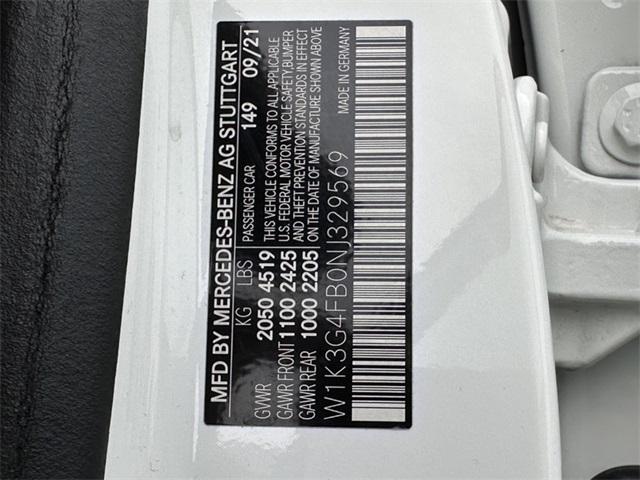 MFD BY MERCEDES-BENZ AG STUTTGART
KG LBS PASSENGER CAR 149 09/21
GVWR 2050 4519 THIS VEHICLE CONFORMS TO ALL APPLICABLE
GAWR FRONT 1100 2425 U.S. FEDERAL MOTOR VEHICLE SAFETY, BUMPER
GAWR REAR 1000 2205 AND THEFT PREVENTION STANDARDS IN EFFECT
ON THE DATE OF MANUFACTURE SHOWN ABOVE
W1K3G4FB0NJ329569 MADE IN GERMANY